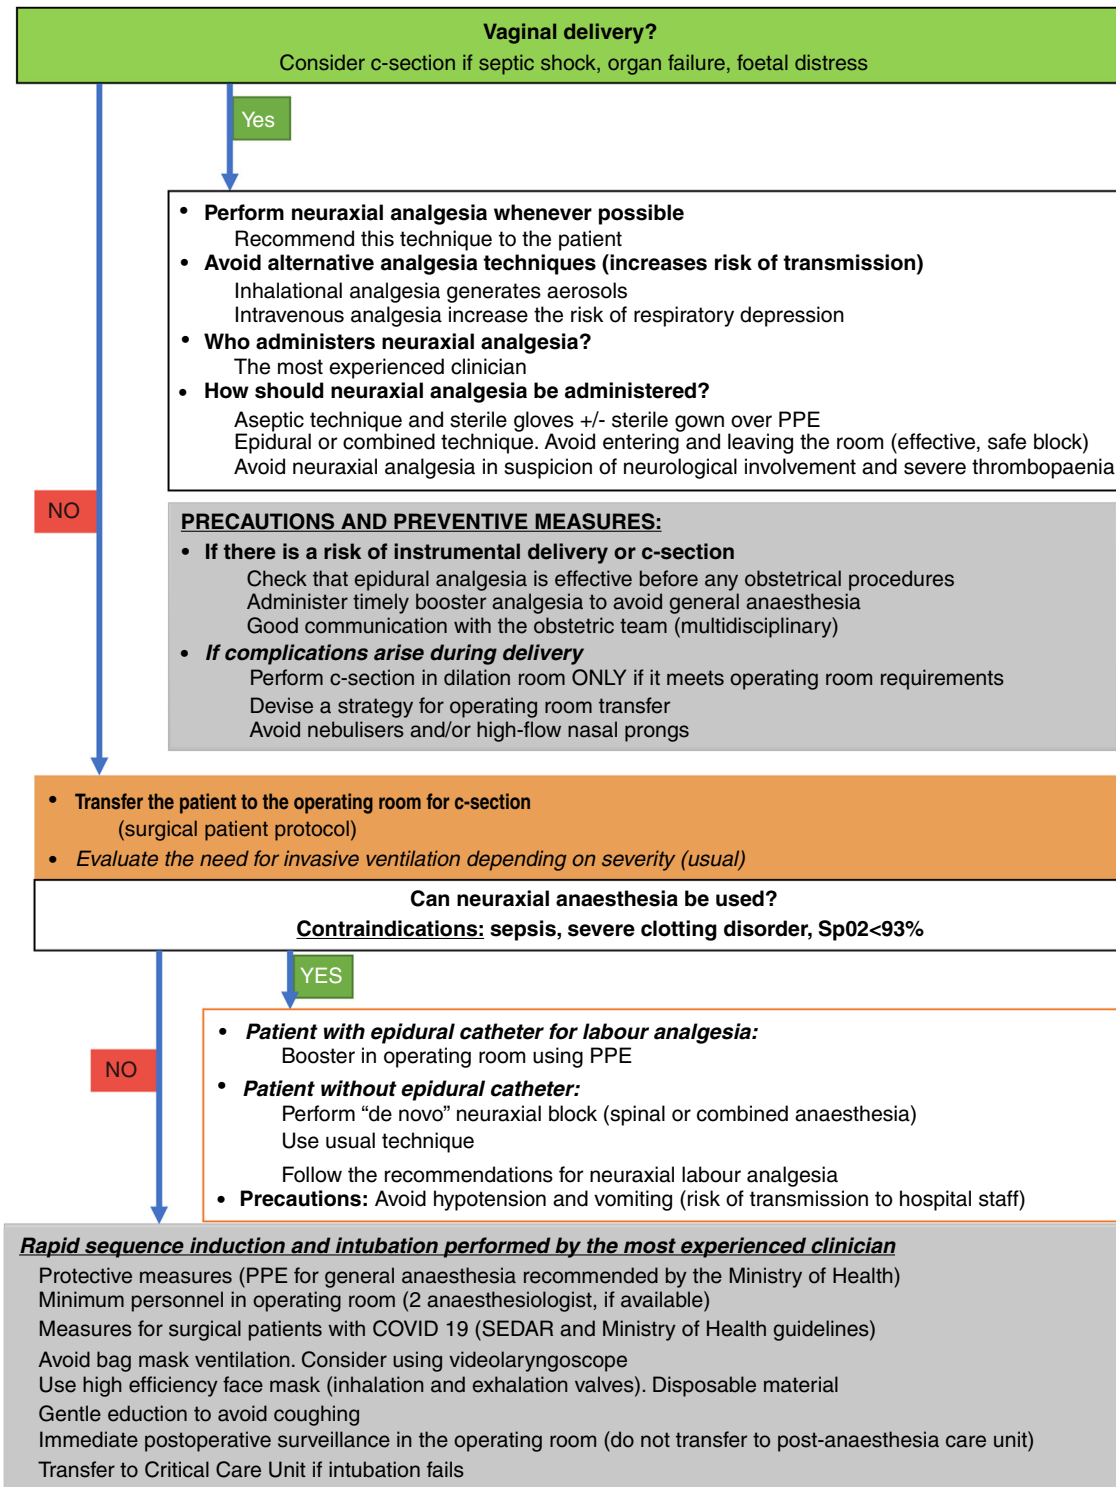 Vaginal delivery?
Consider c-section if septic shock, organ failure, foetal distress
Yes
• Perform neuraxial analgesia whenever possible
Recommend this technique to the patient
• Avoid alternative analgesia techniques (increases risk of transmission)
Inhalational analgesia generates aerosols
Intravenous analgesia increase the risk of respiratory depression
• Who administers neuraxial analgesia?
The most experienced clinician
• How should neuraxial analgesia be administered?
Aseptic technique and sterile gloves +/- sterile gown over PPE
Epidural or combined technique. Avoid entering and leaving the room (effective, safe block)
Avoid neuraxial analgesia in suspicion of neurological involvement and severe thrombopaenia
NO
PRECAUTIONS AND PREVENTIVE MEASURES:
• If there is a risk of instrumental delivery or c-section
Check that epidural analgesia is effective before any obstetrical procedures
Administer timely booster analgesia to avoid general anaesthesia
Good communication with the obstetric team (multidisciplinary)
• If complications arise during delivery
Perform c-section in dilation room ONLY if it meets operating room requirements
Devise a strategy for operating room transfer
Avoid nebulisers and/or high-flow nasal prongs
• Transfer the patient to the operating room for c-section
(surgical patient protocol)
• Evaluate the need for invasive ventilation depending on severity (usual)
Can neuraxial anaesthesia be used?
Contraindications: sepsis, severe clotting disorder, Sp02<93%
YES
• Patient with epidural catheter for labour analgesia:
Booster in operating room using PPE
NO
• Patient without epidural catheter:
Perform “de novo” neuraxial block (spinal or combined anaesthesia)
Use usual technique
Follow the recommendations for neuraxial labour analgesia
• Precautions: Avoid hypotension and vomiting (risk of transmission to hospital staff)
Rapid sequence induction and intubation performed by the most experienced clinician
Protective measures (PPE for general anaesthesia recommended by the Ministry of Health)
Minimum personnel in operating room (2 anaesthesiologist, if available)
Measures for surgical patients with COVID 19 (SEDAR and Ministry of Health guidelines)
Avoid bag mask ventilation. Consider using videolaryngoscope
Use high efficiency face mask (inhalation and exhalation valves). Disposable material
Gentle eduction to avoid coughing
Immediate postoperative surveillance in the operating room (do not transfer to post-anaesthesia care unit)
Transfer to Critical Care Unit if intubation fails